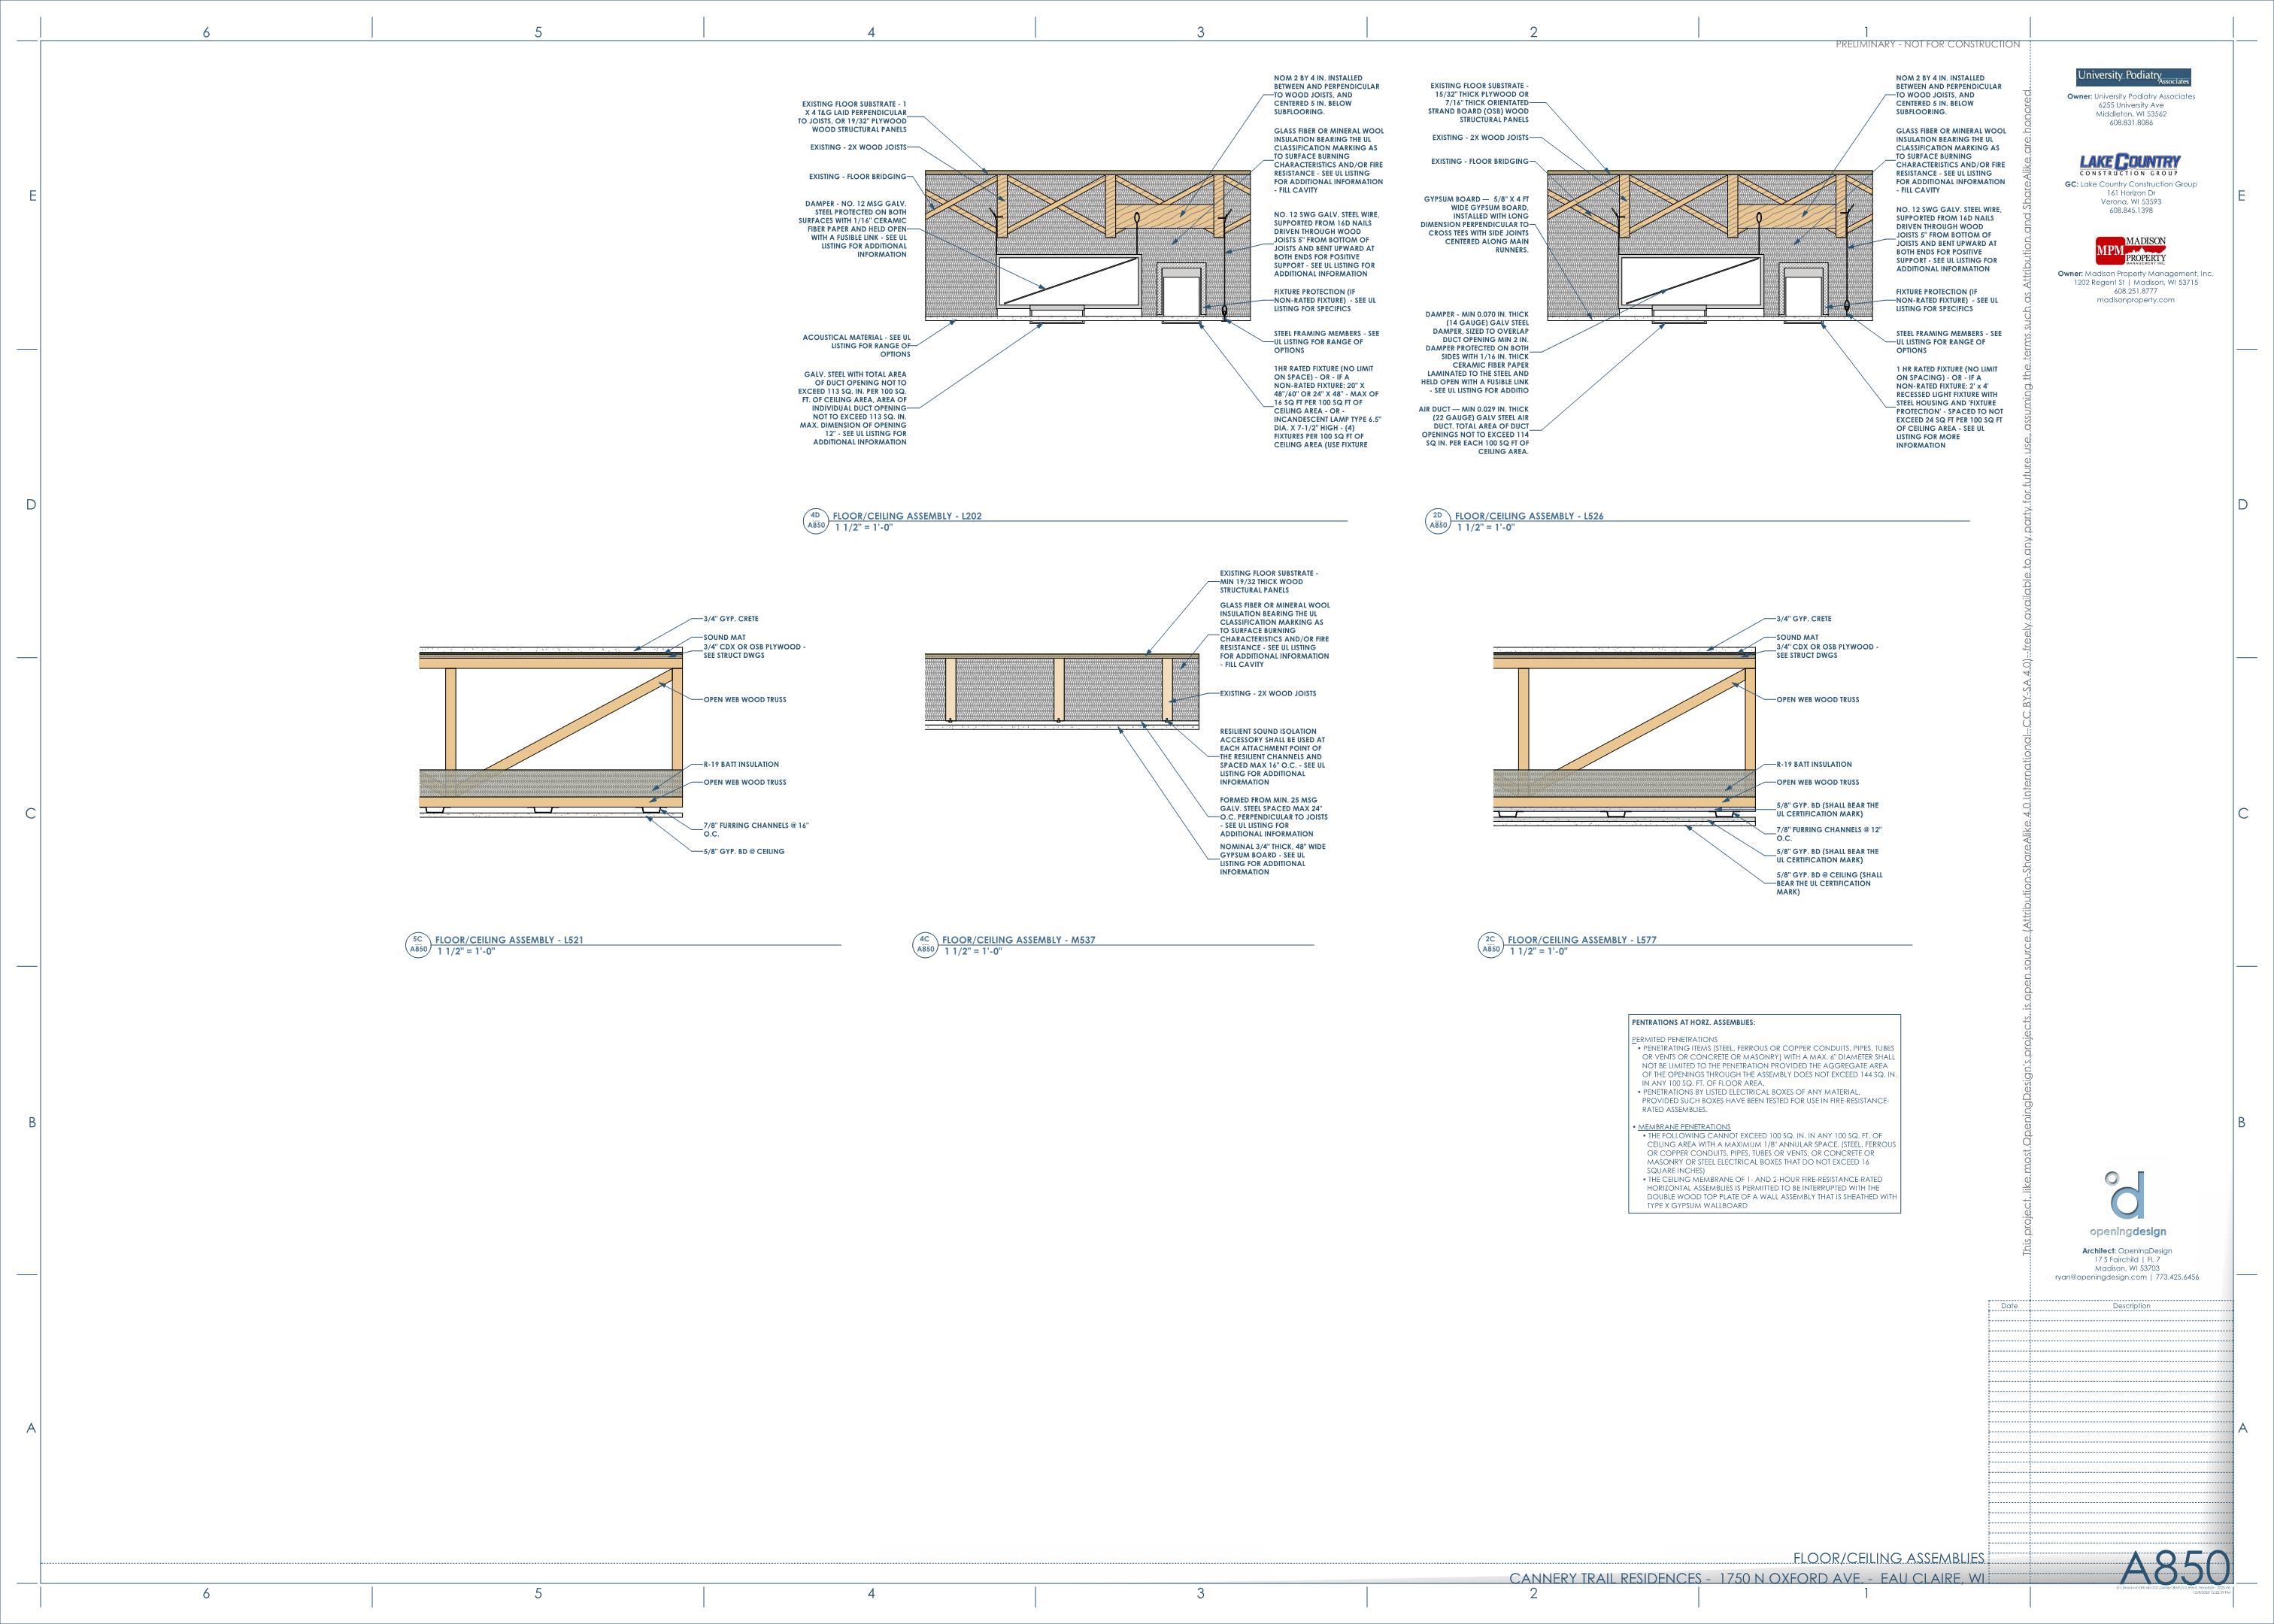 6
5
4
3
2
1
PRELIMINARY - NOT FOR CONSTRUCTION
E
D
C
B
A
EXISTING FLOOR SUBSTRATE - 1
X 4 T&G LAID PERPENDICULAR
TO JOISTS, OR 19/32" PLYWOOD
WOOD STRUCTURAL PANELS
EXISTING - 2X WOOD JOISTS
EXISTING - FLOOR BRIDGING
DAMPER - NO. 12 MSG GALV.
STEEL PROTECTED ON BOTH
SURFACES WITH 1/16" CERAMIC
FIBER PAPER AND HELD OPEN
WITH A FUSIBLE LINK - SEE UL
LISTING FOR ADDITIONAL
INFORMATION
ACOUSTICAL MATERIAL - SEE UL
LISTING FOR RANGE OF
OPTIONS
GALV. STEEL WITH TOTAL AREA
OF DUCT OPENING NOT TO
EXCEED 113 SQ. IN. PER 100 SQ.
FT. OF CEILING AREA, AREA OF
INDIVIDUAL DUCT OPENING
NOT TO EXCEED 113 SQ. IN.
MAX. DIMENSION OF OPENING
12" - SEE UL LISTING FOR
ADDITIONAL INFORMATION
NOM 2 BY 4 IN. INSTALLED
BETWEEN AND PERPENDICULAR
TO WOOD JOISTS, AND
CENTERED 5 IN. BELOW
SUBFLOORING.
GLASS FIBER OR MINERAL WOOL
INSULATION BEARING THE UL
CLASSIFICATION MARKING AS
TO SURFACE BURNING
CHARACTERISTICS AND/OR FIRE
RESISTANCE - SEE UL LISTING
FOR ADDITIONAL INFORMATION
- FILL CAVITY
NO. 12 SWG GALV. STEEL WIRE,
SUPPORTED FROM 16D NAILS
DRIVEN THROUGH WOOD
JOISTS 5" FROM BOTTOM OF
JOISTS AND BENT UPWARD AT
BOTH ENDS FOR POSITIVE
SUPPORT - SEE UL LISTING FOR
ADDITIONAL INFORMATION
FIXTURE PROTECTION (IF
NON-RATED FIXTURE) - SEE UL
LISTING FOR SPECIFICS
STEEL FRAMING MEMBERS - SEE
UL LISTING FOR RANGE OF
OPTIONS
1HR RATED FIXTURE (NO LIMIT
ON SPACE) - OR - IF A
NON-RATED FIXTURE: 20" X
48"/60" OR 24" X 48" - MAX OF
16 SQ FT PER 100 SQ FT OF
CEILING AREA - OR -
INCANDESCENT LAMP TYPE 6.5"
DIA. X 7-1/2" HIGH - (4)
FIXTURES PER 100 SQ FT OF
CEILING AREA (USE FIXTURE
4D
A850
FLOOR/CEILING ASSEMBLY - L202
1 1/2" = 1'-0"
EXISTING FLOOR SUBSTRATE -
15/32" THICK PLYWOOD OR
7/16" THICK ORIENTATED
STRAND BOARD (OSB) WOOD
STRUCTURAL PANELS
EXISTING - 2X WOOD JOISTS
EXISTING - FLOOR BRIDGING
GYPSUM BOARD — 5/8" X 4 FT
WIDE GYPSUM BOARD,
INSTALLED WITH LONG
DIMENSION PERPENDICULAR TO
CROSS TEES WITH SIDE JOINTS
CENTERED ALONG MAIN
RUNNERS.
DAMPER - MIN 0.070 IN. THICK
(14 GAUGE) GALV STEEL
DAMPER, SIZED TO OVERLAP
DUCT OPENING MIN 2 IN.
DAMPER PROTECTED ON BOTH
SIDES WITH 1/16 IN. THICK
CERAMIC FIBER PAPER
LAMINATED TO THE STEEL AND
HELD OPEN WITH A FUSIBLE LINK
- SEE UL LISTING FOR ADDITIO
AIR DUCT — MIN 0.029 IN. THICK
(22 GAUGE) GALV STEEL AIR
DUCT. TOTAL AREA OF DUCT
OPENINGS NOT TO EXCEED 114
SQ IN. PER EACH 100 SQ FT OF
CEILING AREA.
NOM 2 BY 4 IN. INSTALLED
BETWEEN AND PERPENDICULAR
TO WOOD JOISTS, AND
CENTERED 5 IN. BELOW
SUBFLOORING.
GLASS FIBER OR MINERAL WOOL
INSULATION BEARING THE UL
CLASSIFICATION MARKING AS
TO SURFACE BURNING
CHARACTERISTICS AND/OR FIRE
RESISTANCE - SEE UL LISTING
FOR ADDITIONAL INFORMATION
- FILL CAVITY
NO. 12 SWG GALV. STEEL WIRE,
SUPPORTED FROM 16D NAILS
DRIVEN THROUGH WOOD
JOISTS 5" FROM BOTTOM OF
JOISTS AND BENT UPWARD AT
BOTH ENDS FOR POSITIVE
SUPPORT - SEE UL LISTING FOR
ADDITIONAL INFORMATION
FIXTURE PROTECTION (IF
NON-RATED FIXTURE) - SEE UL
LISTING FOR SPECIFICS
STEEL FRAMING MEMBERS - SEE
UL LISTING FOR RANGE OF
OPTIONS
1 HR RATED FIXTURE (NO LIMIT
ON SPACING) - OR - IF A
NON-RATED FIXTURE; 2' x 4'
RECESSED LIGHT FIXTURE WITH
STEEL HOUSING AND 'FIXTURE
PROTECTION' - SPACED TO NOT
EXCEED 24 SQ FT PER 100 SQ FT
OF CEILING AREA - SEE UL
LISTING FOR MORE
INFORMATION
2D
A850
FLOOR/CEILING ASSEMBLY - L526
1 1/2" = 1'-0"
3/4" GYP. CRETE
SOUND MAT
3/4" CDX OR OSB PLYWOOD -
SEE STRUCT DWGS
OPEN WEB WOOD TRUSS
R-19 BATT INSULATION
OPEN WEB WOOD TRUSS
7/8" FURRING CHANNELS @ 16"
O.C.
5/8" GYP. BD @ CEILING
5C
A850
FLOOR/CEILING ASSEMBLY - L521
1 1/2" = 1'-0"
EXISTING FLOOR SUBSTRATE -
MIN 19/32 THICK WOOD
STRUCTURAL PANELS
GLASS FIBER OR MINERAL WOOL
INSULATION BEARING THE UL
CLASSIFICATION MARKING AS
TO SURFACE BURNING
CHARACTERISTICS AND/OR FIRE
RESISTANCE - SEE UL LISTING
FOR ADDITIONAL INFORMATION
- FILL CAVITY
EXISTING - 2X WOOD JOISTS
RESILIENT SOUND ISOLATION
ACCESSORY SHALL BE USED AT
EACH ATTACHMENT POINT OF
THE RESILIENT CHANNELS AND
SPACED MAX 16" O.C. - SEE UL
LISTING FOR ADDITIONAL
INFORMATION
FORMED FROM MIN. 25 MSG
GALV. STEEL SPACED MAX 24"
O.C. PERPENDICULAR TO JOISTS
- SEE UL LISTING FOR
ADDITIONAL INFORMATION
NOMINAL 3/4" THICK, 48" WIDE
GYPSUM BOARD - SEE UL
LISTING FOR ADDITIONAL
INFORMATION
4C
A850
FLOOR/CEILING ASSEMBLY - M537
1 1/2" = 1'-0"
3/4" GYP. CRETE
SOUND MAT
3/4" CDX OR OSB PLYWOOD -
SEE STRUCT DWGS
OPEN WEB WOOD TRUSS
R-19 BATT INSULATION
OPEN WEB WOOD TRUSS
5/8" GYP. BD (SHALL BEAR THE
UL CERTIFICATION MARK)
7/8" FURRING CHANNELS @ 12"
O.C.
5/8" GYP. BD (SHALL BEAR THE
UL CERTIFICATION MARK)
5/8" GYP. BD @ CEILING (SHALL
BEAR THE UL CERTIFICATION
MARK)
2C
A850
FLOOR/CEILING ASSEMBLY - L577
1 1/2" = 1'-0"
PENTRATIONS AT HORZ. ASSEMBLIES:
PERMITED PENETRATIONS
• PENETRATING ITEMS (STEEL, FERROUS OR COPPER CONDUITS, PIPES, TUBES
OR VENTS OR CONCRETE OR MASONRY) WITH A MAX. 6" DIAMETER SHALL
NOT BE LIMITED TO THE PENETRATION PROVIDED THE AGGREGATE AREA
OF THE OPENINGS THROUGH THE ASSEMBLY DOES NOT EXCEED 144 SQ. IN.
IN ANY 100 SQ. FT. OF FLOOR AREA.
• PENETRATIONS BY LISTED ELECTRICAL BOXES OF ANY MATERIAL,
PROVIDED SUCH BOXES HAVE BEEN TESTED FOR USE IN FIRE-RESISTANCE-
RATED ASSEMBLIES.
• MEMBRANE PENETRATIONS
• THE FOLLOWING CANNOT EXCEED 100 SQ. IN. IN ANY 100 SQ. FT. OF
CEILING AREA WITH A MAXIMUM 1/8" ANNULAR SPACE. (STEEL, FERROUS
OR COPPER CONDUITS, PIPES, TUBES OR VENTS, OR CONCRETE OR
MASONRY OR STEEL ELECTRICAL BOXES THAT DO NOT EXCEED 16
SQUARE INCHES)
• THE CEILING MEMBRANE OF 1- AND 2-HOUR FIRE-RESISTANCE-RATED
HORIZONTAL ASSEMBLIES IS PERMITTED TO BE INTERRUPTED WITH THE
DOUBLE WOOD TOP PLATE OF A WALL ASSEMBLY THAT IS SHEATHED WITH
TYPE X GYPSUM WALLBOARD
This project, like most OpeningDesign's projects, is open source. (Attribution-ShareAlike 4.0 International - CC BY-SA 4.0) - freely available to any party for future use, assuming the terms such as Attribution and ShareAlike are honored.
University Podiatry
Associates
Owner: University Podiatry Associates
6255 University Ave
Middleton, WI 53562
608.831.8086
LAKE COUNTRY
CONSTRUCTION GROUP
GC: Lake Country Construction Group
161 Horizon Dr
Verona, WI 53593
608.845.1398
MPM
MADISON
PROPERTY
MANAGEMENT INC.
Owner: Madison Property Management, Inc.
1202 Regent St | Madison, WI 53715
608.251.8777
madisonproperty.com
openingdesign
Architect: OpeningDesign
17 S Fairchild | FL 7
Madison, WI 53703
ryan@openingdesign.com | 773.425.6456
Date
Description
E
D
C
B
A
FLOOR/CEILING ASSEMBLIES
CANNERY TRAIL RESIDENCES - 1750 N OXFORD AVE. - EAU CLAIRE, WI
A850
6
5
4
3
2
1